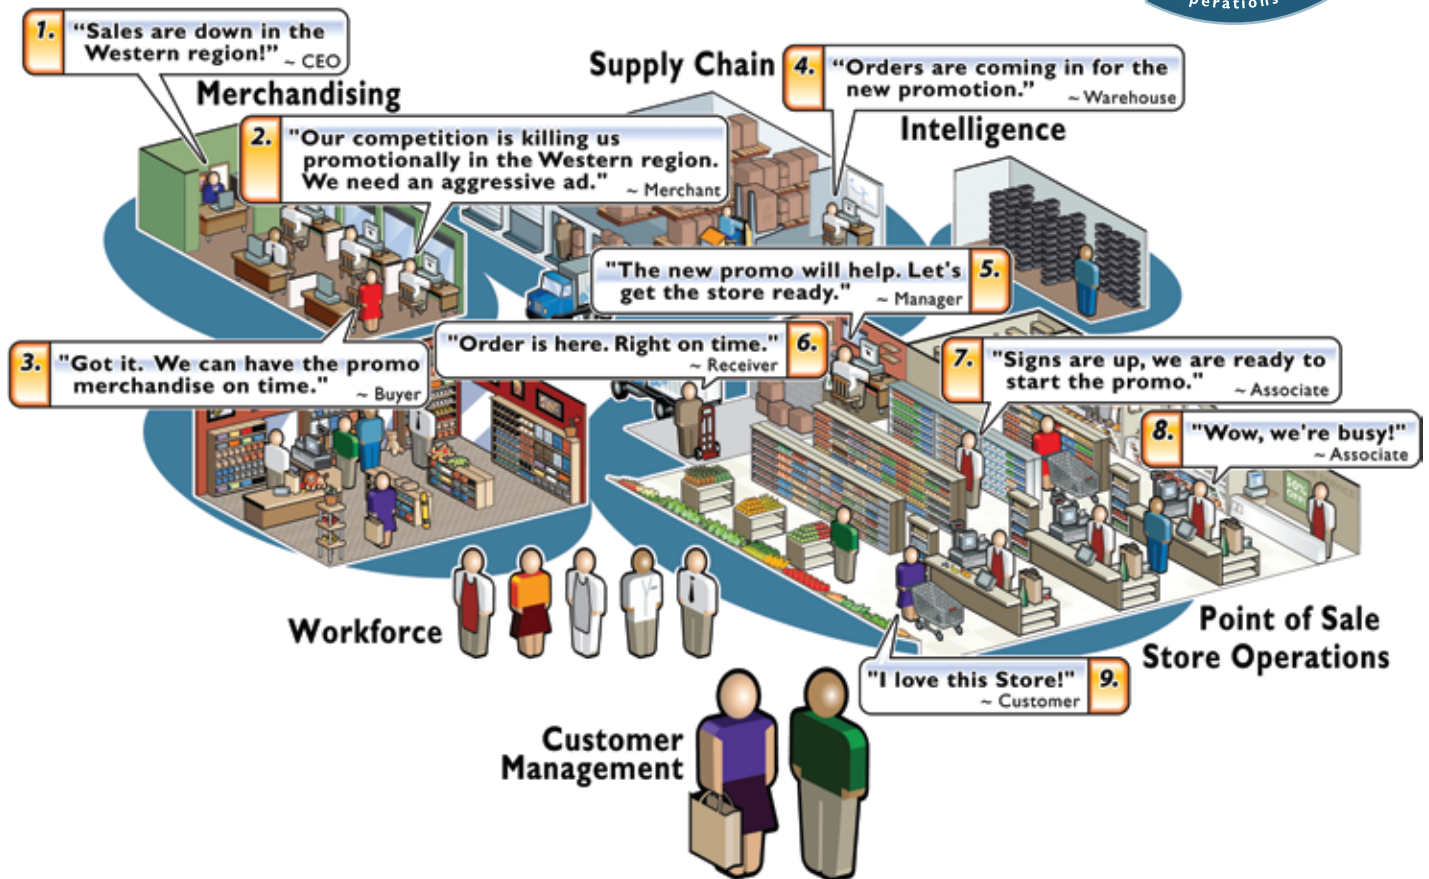 perations
1. "Sales are down in the
Western region!" ~ CEO
Merchandising
2. "Our competition is killing us
promotionally in the Western region.
We need an aggressive ad." ~ Merchant
Supply Chain
4. "Orders are coming in for the
new promotion." ~ Warehouse
Intelligence
"The new promo will help. Let's
get the store ready." ~ Manager
5.
3. "Got it. We can have the promo
merchandise on time." ~ Buyer
"Order is here. Right on time." 6.
~ Receiver
7. "Signs are up, we are ready to
start the promo." ~ Associate
8. "Wow, we're busy!"
~ Associate
50%
OFF
Workforce
Point of Sale
Store Operations
"I love this Store!" 9.
~ Customer
Customer
Management